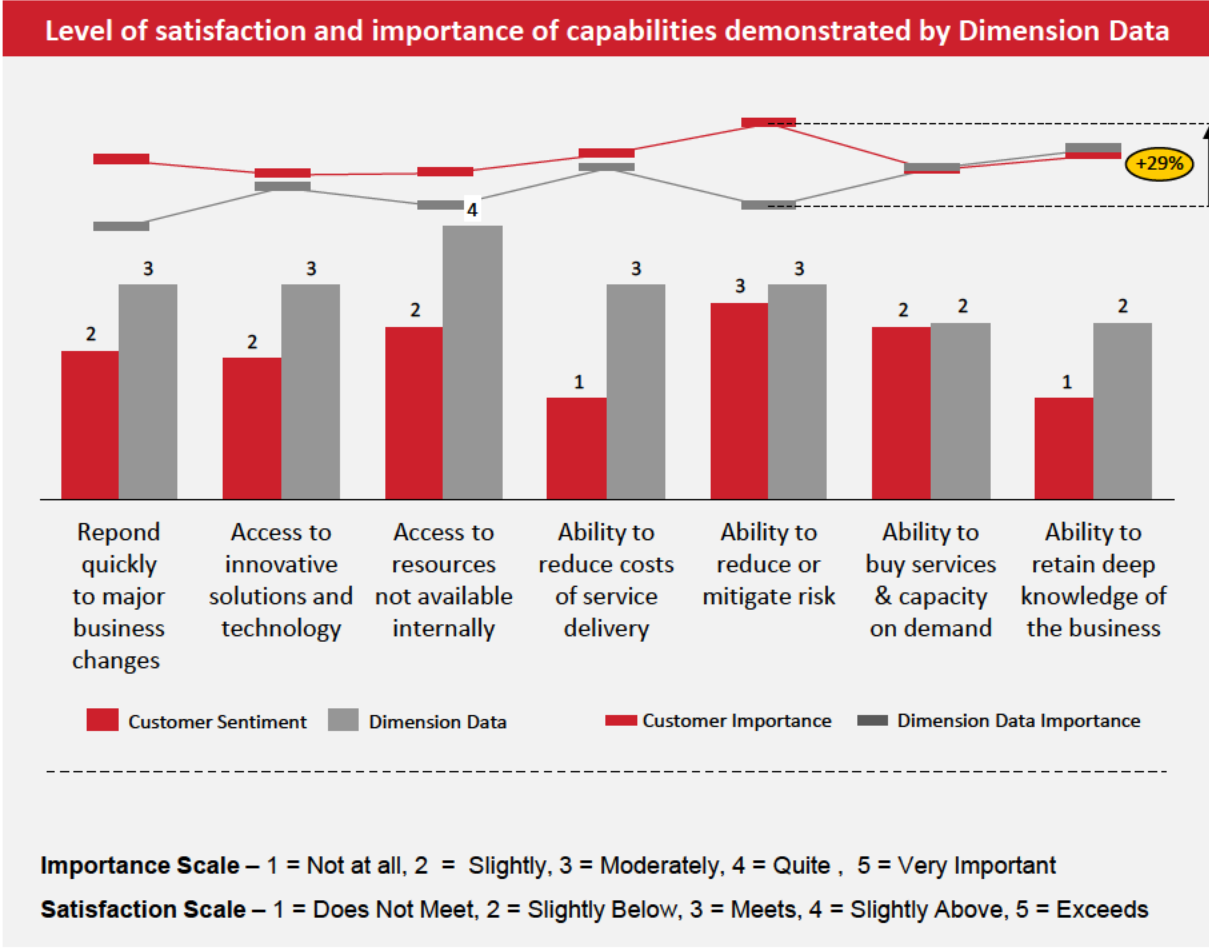 Level of satisfaction and importance of capabilities demonstrated by Dimension Data
+29%
4
3
3
3
3
3
2
2
2
2
2
2
1
1
Repond
quickly
to major
business
changes
Access to
innovative
solutions and
technology
Access to
resources
not available
internally
Ability to
reduce costs
of service
delivery
Ability to
reduce or
mitigate risk
Ability to
buy services
& capacity
on demand
Ability to
retain deep
knowledge of
the business
Customer Sentiment
Dimension Data
Customer Importance
Dimension Data Importance
Importance Scale – 1 = Not at all, 2 = Slightly, 3 = Moderately, 4 = Quite , 5 = Very Important
Satisfaction Scale – 1 = Does Not Meet, 2 = Slightly Below, 3 = Meets, 4 = Slightly Above, 5 = Exceeds